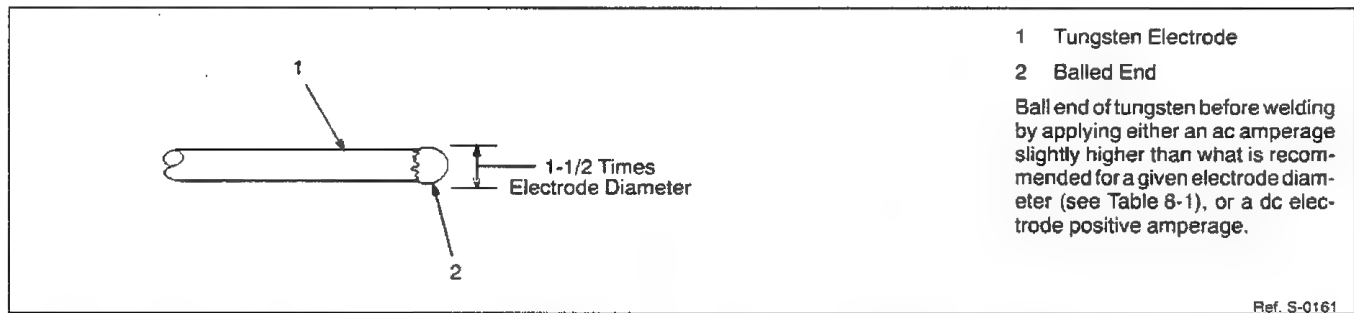 1
1-1/2 Times
Electrode Diameter
2
1 Tungsten Electrode
2 Balled End
Ball end of tungsten before welding
by applying either an ac amperage
slightly higher than what is recom-
mended for a given electrode diam-
eter (see Table 8-1), or a dc elec-
trode positive amperage.
Ref. S-0161